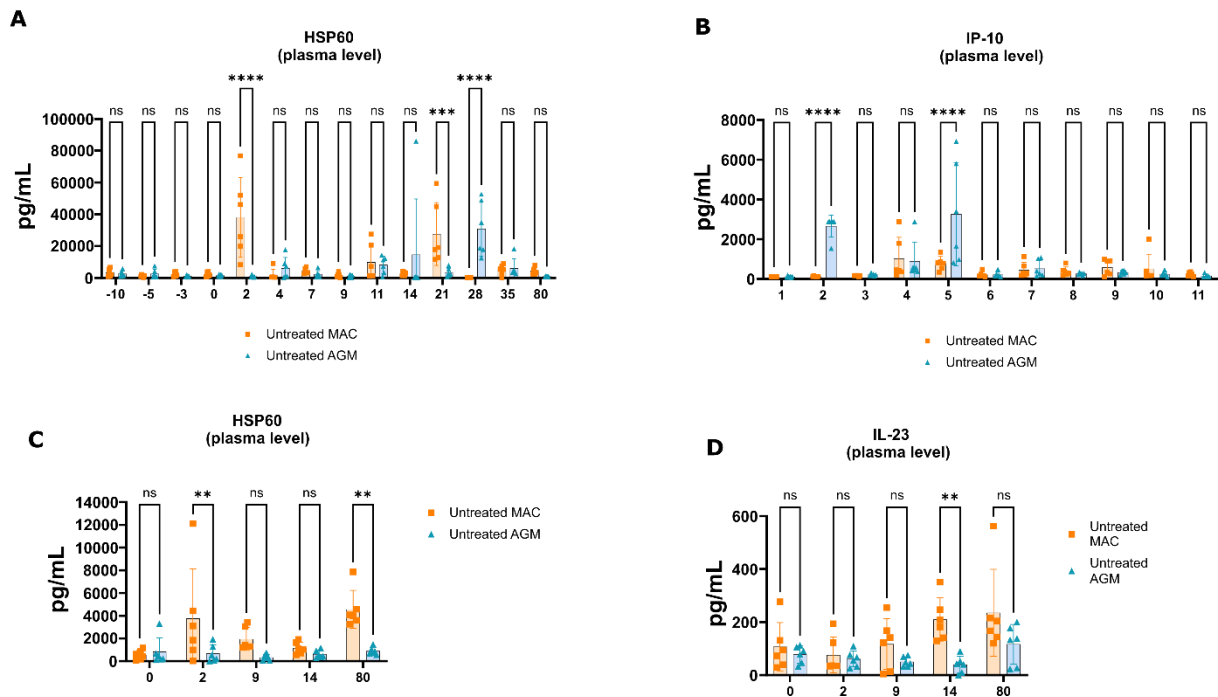 A
HSP60
(plasma level)
**** ****
ns ns ns ns ns ns ns ns ns *** ns ns
100000
80000
60000
40000
20000
0
pg/mL
-10 -5 -3 0 2 4 7 9 11 14 21 28 35 80
Untreated MAC
Untreated AGM
B
IP-10
(plasma level)
ns **** ns ns **** ns ns ns ns ns ns
8000
6000
4000
2000
0
pg/mL
1 2 3 4 5 6 7 8 9 10 11
Untreated MAC
Untreated AGM
C
HSP60
(plasma level)
ns ** ns ns **
14000
12000
10000
8000
6000
4000
2000
0
pg/mL
0 2 9 14 80
Untreated MAC
Untreated AGM
D
IL-23
(plasma level)
ns ns ns ** ns
600
400
200
0
pg/mL
0 2 9 14 80
Untreated
MAC
Untreated
AGM